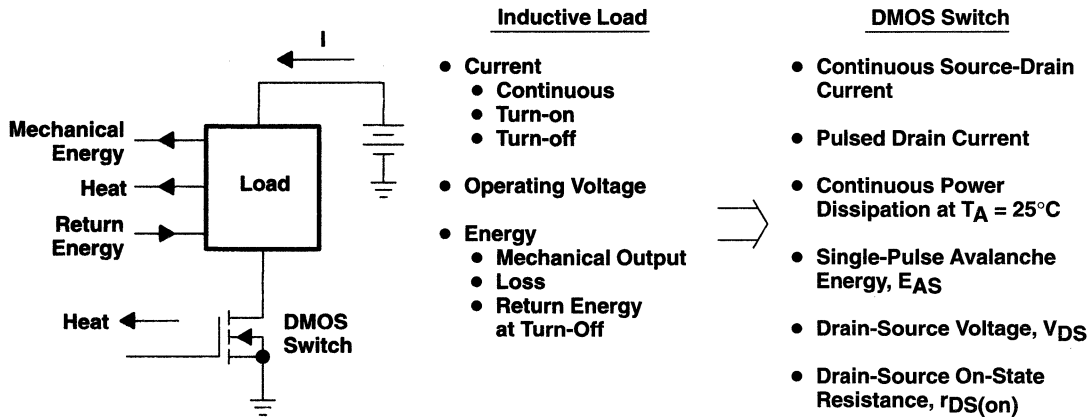 I
Mechanical
Energy
Heat
Return
Energy
Load
Heat
DMOS
Switch
Inductive Load
● Current
● Continuous
● Turn-on
● Turn-off
● Operating Voltage
● Energy
● Mechanical Output
● Loss
● Return Energy
at Turn-Off
DMOS Switch
● Continuous Source-Drain
Current
● Pulsed Drain Current
● Continuous Power
Dissipation at TA = 25°C
● Single-Pulse Avalanche
Energy, EAS
● Drain-Source Voltage, VDS
● Drain-Source On-State
Resistance, rDS(on)